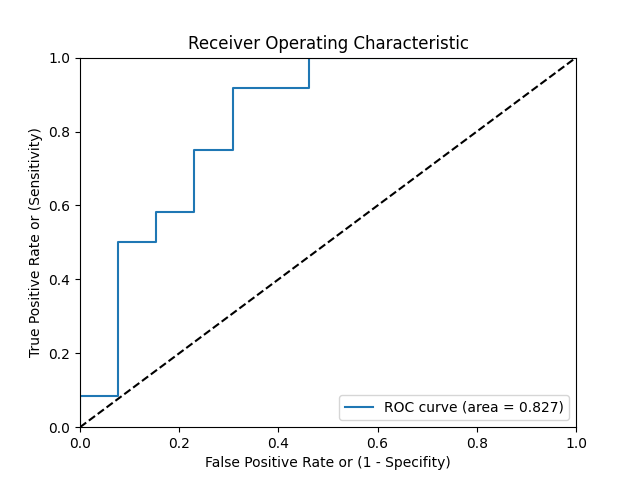 Receiver Operating Characteristic
True Positive Rate or (Sensitivity)
1.0
0.8
0.6
0.4
0.2
0.0
ROC curve (area = 0.827)
0.0 0.2 0.4 0.6 0.8 1.0
False Positive Rate or (1 - Specifity)